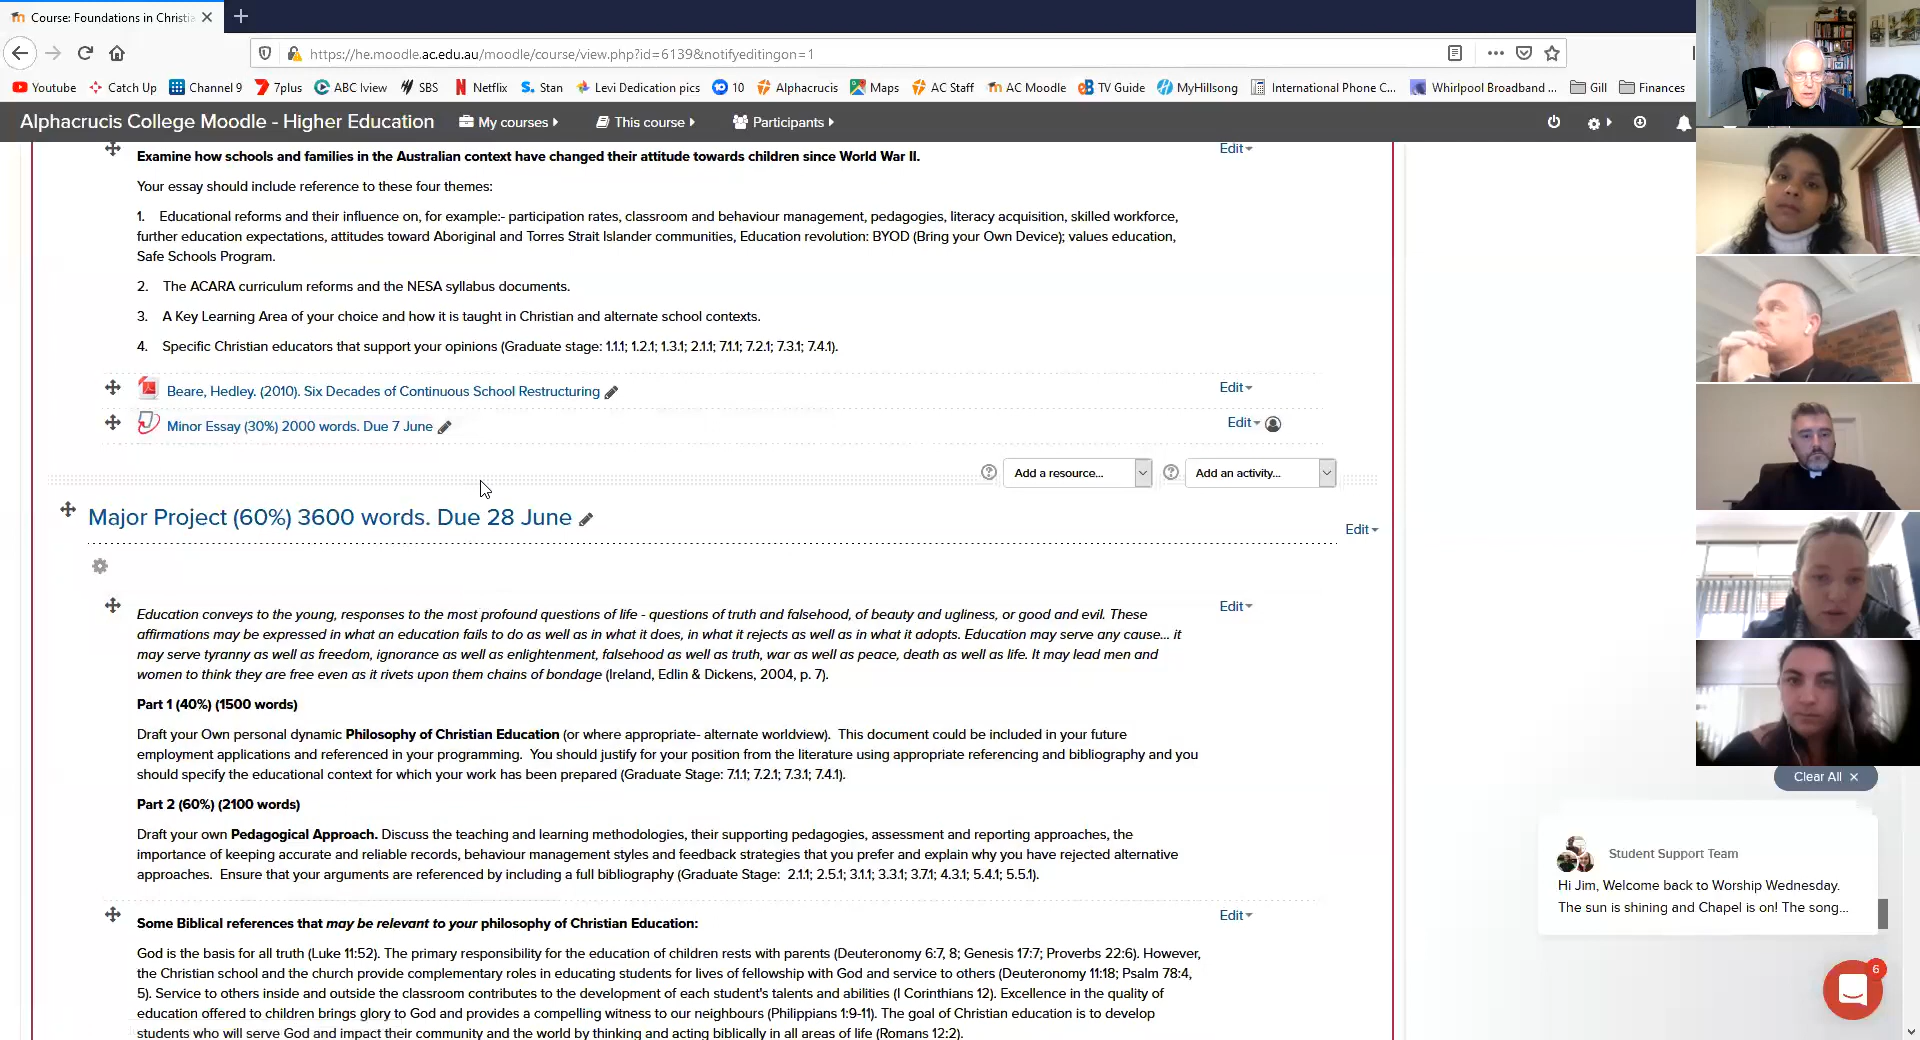 Course: Foundations in Christia
https://he.moodle.ac.edu.au/moodle/course/view.php?id=6139&notifyeditingon=1
Youtube Catch Up Channel 9 7plus ABC Iview SBS Netflix Stan Levi Dedication pics 10 Alphacrucis Maps AC Staff AC Moodle TV Guide MyHillsong International Phone C... Whirlpool Broadband ... Gill Finances
Alphacrucis College Moodle - Higher Education My courses This course Participants
Examine how schools and families in the Australian context have changed their attitude towards children since World War II. Edit
Your essay should include reference to these four themes:
1. Educational reforms and their influence on, for example:- participation rates, classroom and behaviour management, pedagogies, literacy acquisition, skilled workforce,
further education expectations, attitudes toward Aboriginal and Torres Strait Islander communities, Education revolution: BYOD (Bring your Own Device); values education,
Safe Schools Program.
2. The ACARA curriculum reforms and the NESA syllabus documents.
3. A Key Learning Area of your choice and how it is taught in Christian and alternate school contexts.
4. Specific Christian educators that support your opinions (Graduate stage: 1.1.1; 1.2.1; 1.3.1; 2.1.1; 7.1.1; 7.2.1; 7.3.1; 7.4.1).
Beare, Hedley. (2010). Six Decades of Continuous School Restructuring Edit
Minor Essay (30%) 2000 words. Due 7 June Edit
Add a resource... Add an activity...
Major Project (60%) 3600 words. Due 28 June Edit
Education conveys to the young, responses to the most profound questions of life - questions of truth and falsehood, of beauty and ugliness, or good and evil. These Edit
affirmations may be expressed in what an education fails to do as well as in what it does, in what it rejects as well as in what it adopts. Education may serve any cause... it
may serve tyranny as well as freedom, ignorance as well as enlightenment, falsehood as well as truth, war as well as peace, death as well as life. It may lead men and
women to think they are free even as it rivets upon them chains of bondage (Ireland, Edlin & Dickens, 2004, p. 7).
Part 1 (40%) (1500 words)
Draft your Own personal dynamic Philosophy of Christian Education (or where appropriate- alternate worldview). This document could be included in your future
employment applications and referenced in your programming. You should justify for your position from the literature using appropriate referencing and bibliography and you
should specify the educational context for which your work has been prepared (Graduate Stage: 7.1.1; 7.2.1; 7.3.1; 7.4.1).
Part 2 (60%) (2100 words)
Draft your own Pedagogical Approach. Discuss the teaching and learning methodologies, their supporting pedagogies, assessment and reporting approaches, the
importance of keeping accurate and reliable records, behaviour management styles and feedback strategies that you prefer and explain why you have rejected alternative
approaches. Ensure that your arguments are referenced by including a full bibliography (Graduate Stage: 2.1.1; 2.5.1; 3.1.1; 3.3.1; 3.7.1; 4.3.1; 5.4.1; 5.5.1).
Some Biblical references that may be relevant to your philosophy of Christian Education: Edit
God is the basis for all truth (Luke 11:52). The primary responsibility for the education of children rests with parents (Deuteronomy 6:7, 8; Genesis 17:7; Proverbs 22:6). However,
the Christian school and the church provide complementary roles in educating students for lives of fellowship with God and service to others (Deuteronomy 11:18; Psalm 78:4,
5). Service to others inside and outside the classroom contributes to the development of each student's talents and abilities (I Corinthians 12). Excellence in the quality of
education offered to children brings glory to God and provides a compelling witness to our neighbours (Philippians 1:9-11). The goal of Christian education is to develop
students who will serve God and impact their community and the world by thinking and acting biblically in all areas of life (Romans 12:2).
Clear All
Student Support Team
Hi Jim, Welcome back to Worship Wednesday.
The sun is shining and Chapel is on! The song...
6